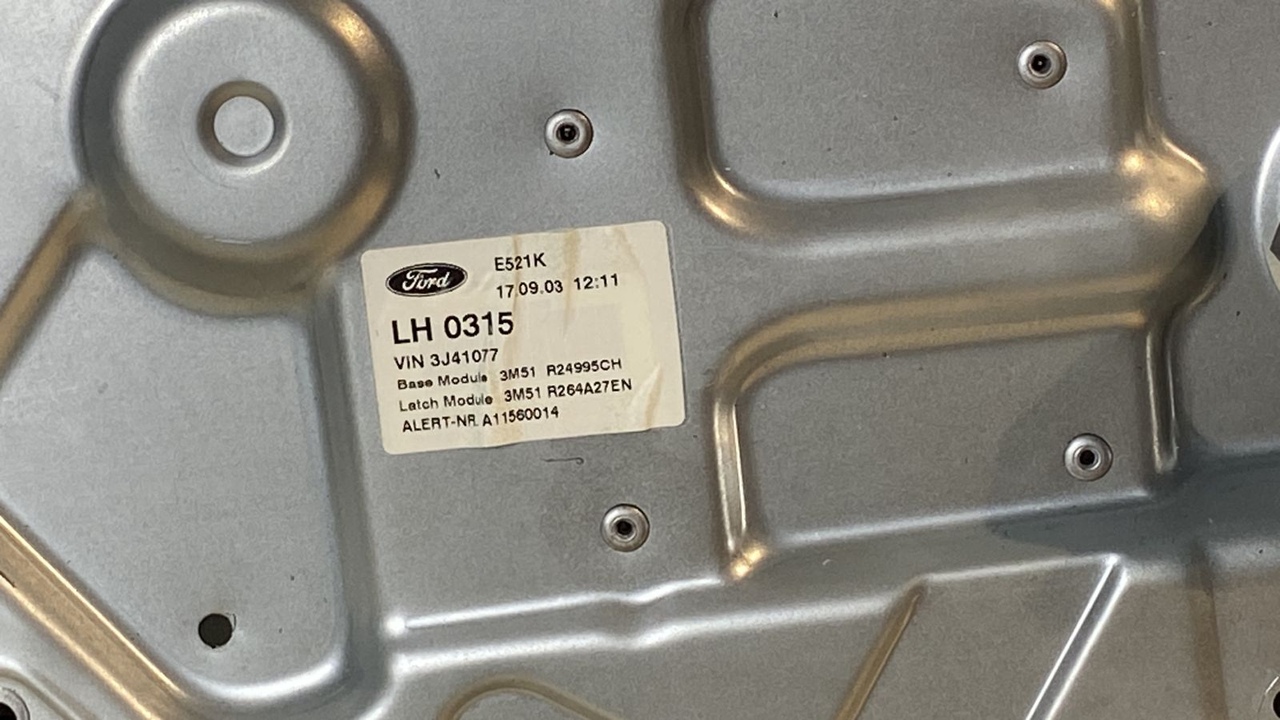 Ford
E521K
17.09.03 12:11
LH 0315
VIN 3J41077
Base Module 3M51 R24995CH
Latch Module 3M51 R264A27EN
ALERT-NR. A11560014